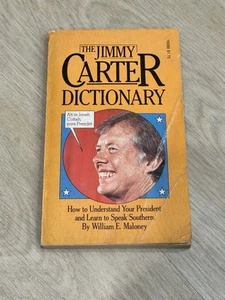 THE JIMMY
CARTER
DICTIONARY
How to Understand Your President
and Learn to Speak Southern.
By William E. Maloney